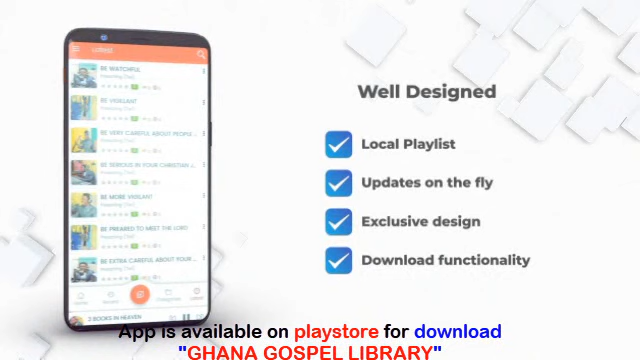 Latest
BE WATCHFUL
BE VIGILANT
BE VERY CAREFUL ABOUT PEOPLE ...
BE SERIOUS IN YOUR CHRISTIAN ...
BE MORE VIGILANT
BE PREARED TO MEET THE LORD
BE EXTRA CAREFUL ABOUT YOUR ...
3 BOOKS IN HEAVEN
Well Designed
Local Playlist
Updates on the fly
Exclusive design
Download functionality
App is available on playstore for download
"GHANA GOSPEL LIBRARY"